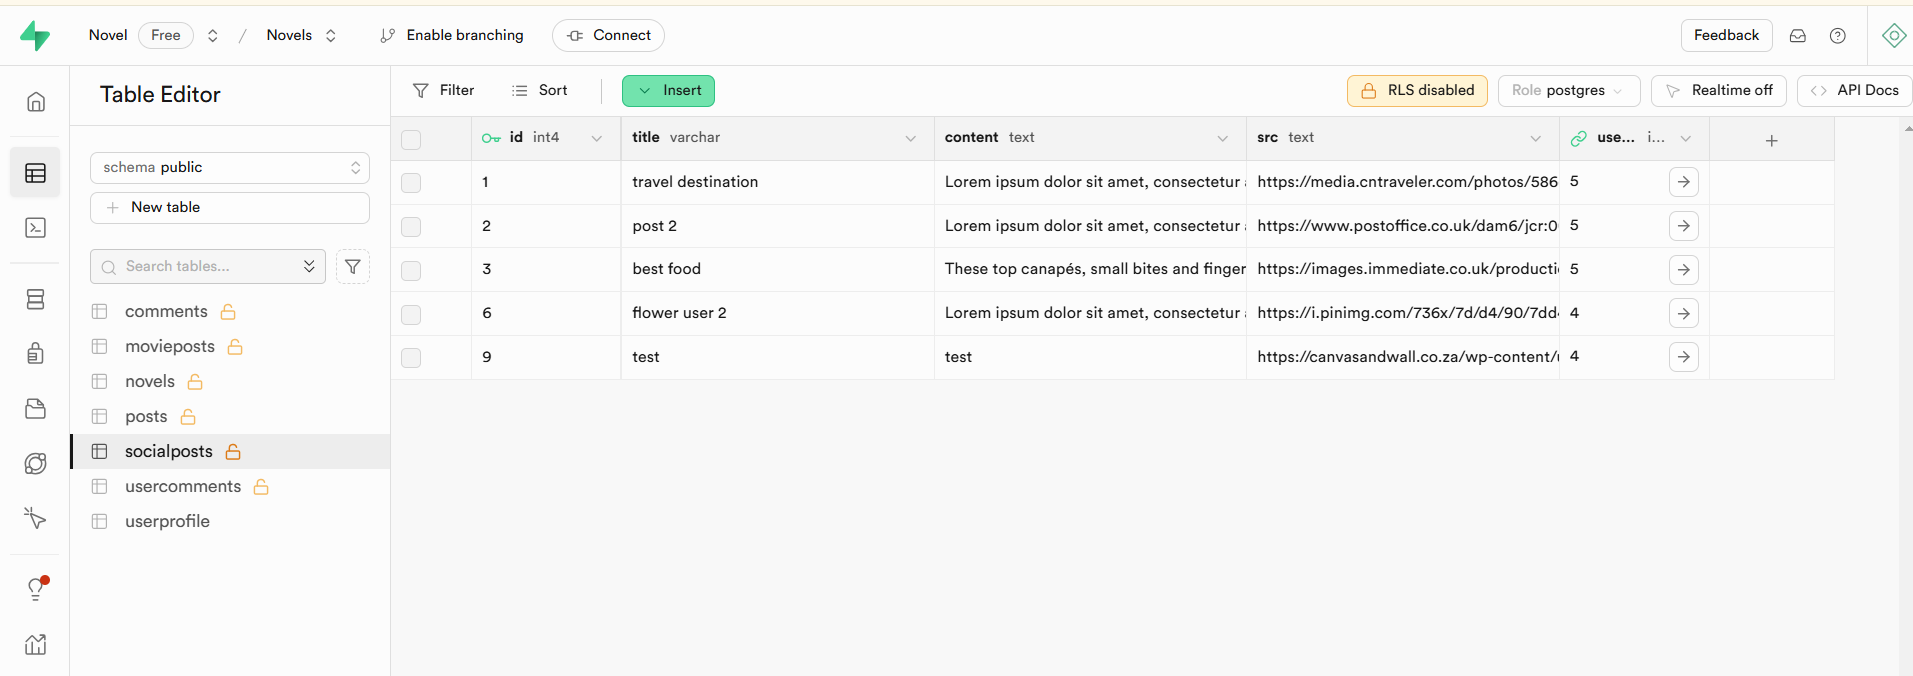 Novel Free / Novels Enable branching Connect Feedback
Table Editor
Filter Sort Insert RLS disabled Role postgres Realtime off API Docs
schema public
New table
Search tables...
comments
movieposts
novels
posts
socialposts
usercomments
userprofile
id int4 title varchar content text src text use... i...
1 travel destination Lorem ipsum dolor sit amet, consectetur https://media.cntraveler.com/photos/586 5
2 post 2 Lorem ipsum dolor sit amet, consectetur https://www.postoffice.co.uk/dam6/jcr:0 5
3 best food These top canapés, small bites and finger https://images.immediate.co.uk/producti 5
6 flower user 2 Lorem ipsum dolor sit amet, consectetur https://i.pinimg.com/736x/7d/d4/90/7dd 4
9 test test https://canvasandwall.co.za/wp-content/ 4